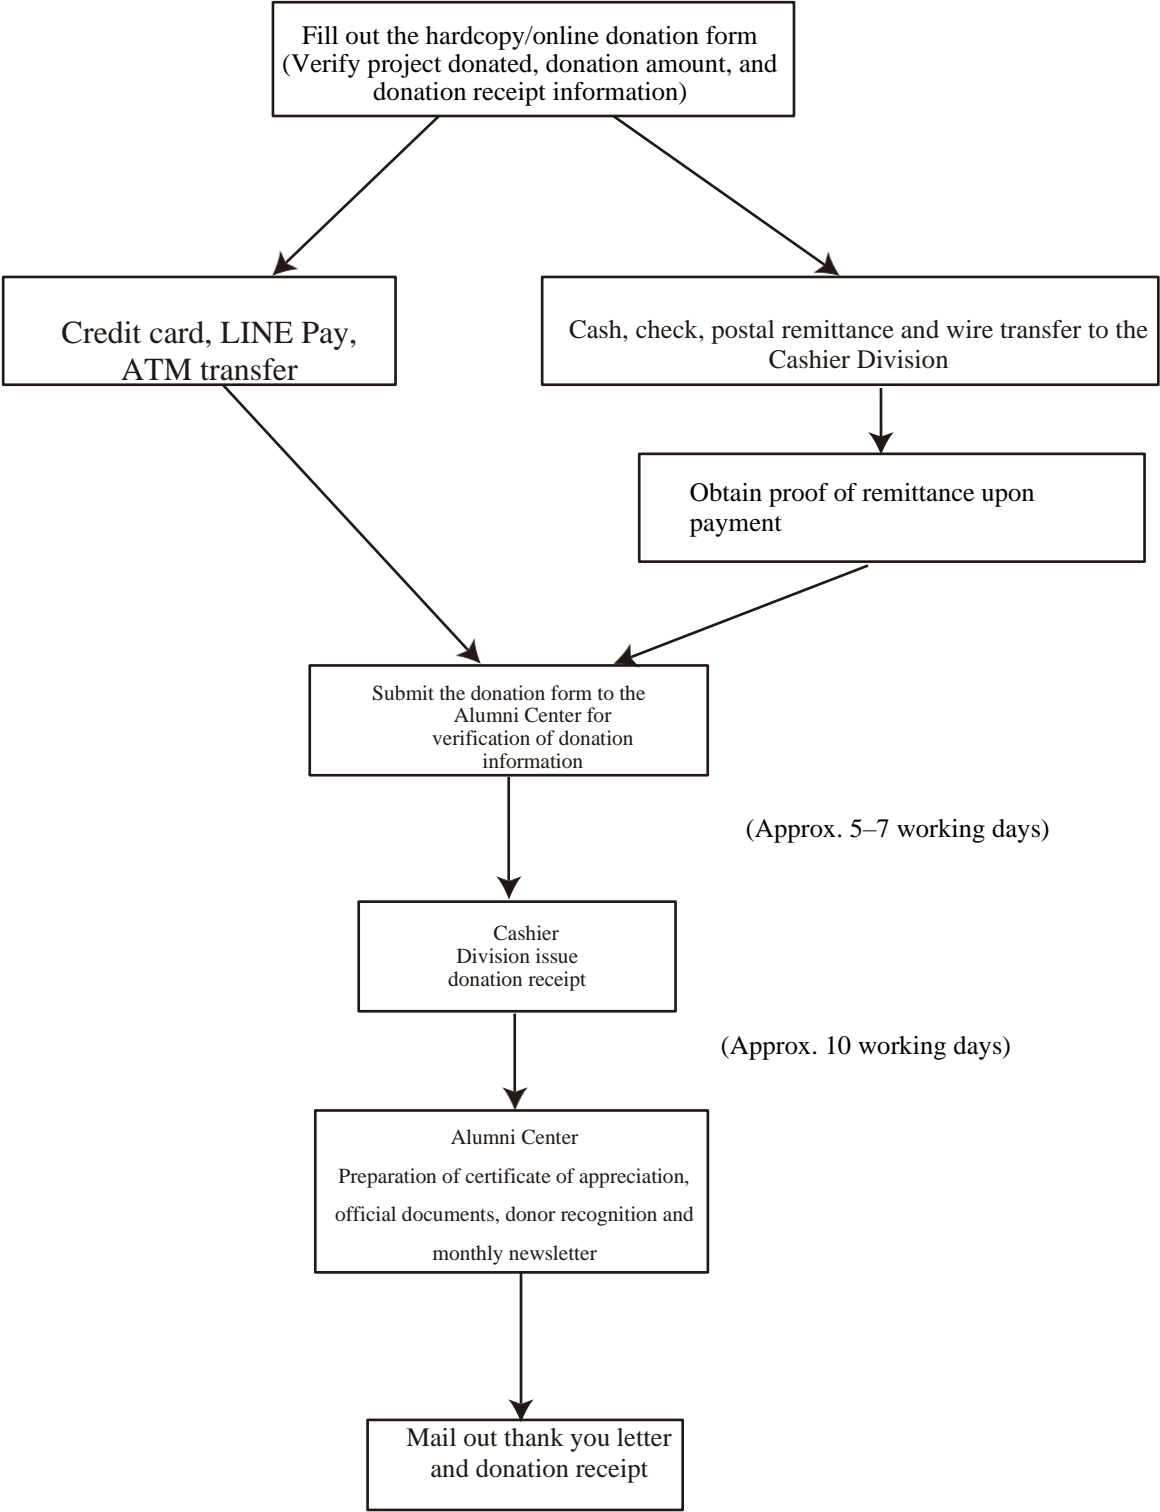 Fill out the hardcopy/online donation form
(Verify project donated, donation amount, and
donation receipt information)
Credit card, LINE Pay,
ATM transfer
Cash, check, postal remittance and wire transfer to the
Cashier Division
Obtain proof of remittance upon
payment
Submit the donation form to the
Alumni Center for
verification of donation
information
(Approx. 5–7 working days)
Cashier
Division issue
donation receipt
(Approx. 10 working days)
Alumni Center
Preparation of certificate of appreciation,
official documents, donor recognition and
monthly newsletter
Mail out thank you letter
and donation receipt